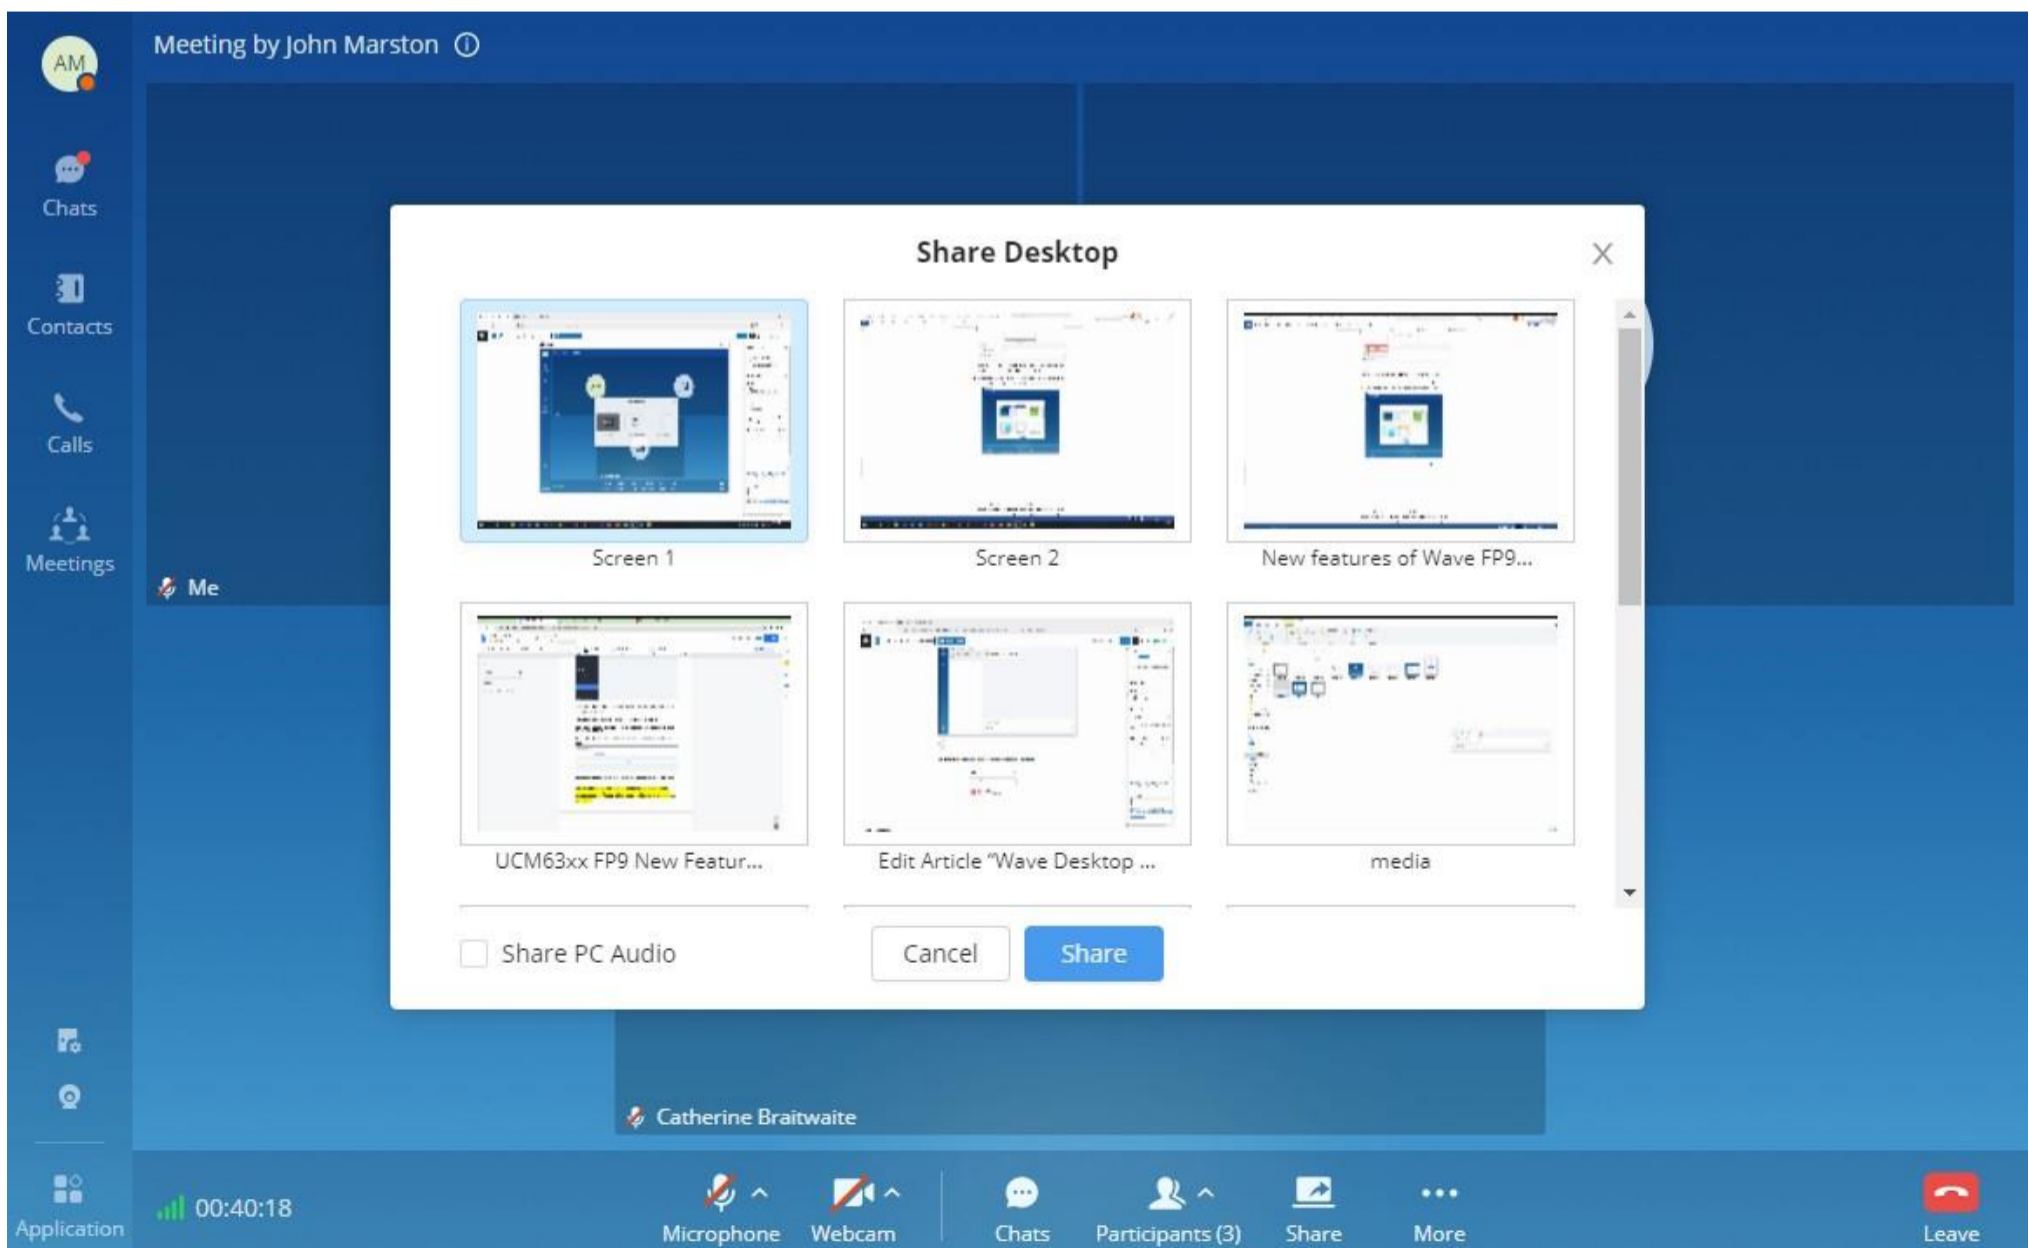 AM
Meeting by John Marston
Chats
Contacts
Calls
Meetings
Me
Share Desktop
X
Screen 1
Screen 2
New features of Wave FP9...
UCM63xx FP9 New Featur...
Edit Article “Wave Desktop ...
media
Share PC Audio
Cancel
Share
Catherine Braitwaite
Application
00:40:18
Microphone
Webcam
Chats
Participants (3)
Share
More
Leave